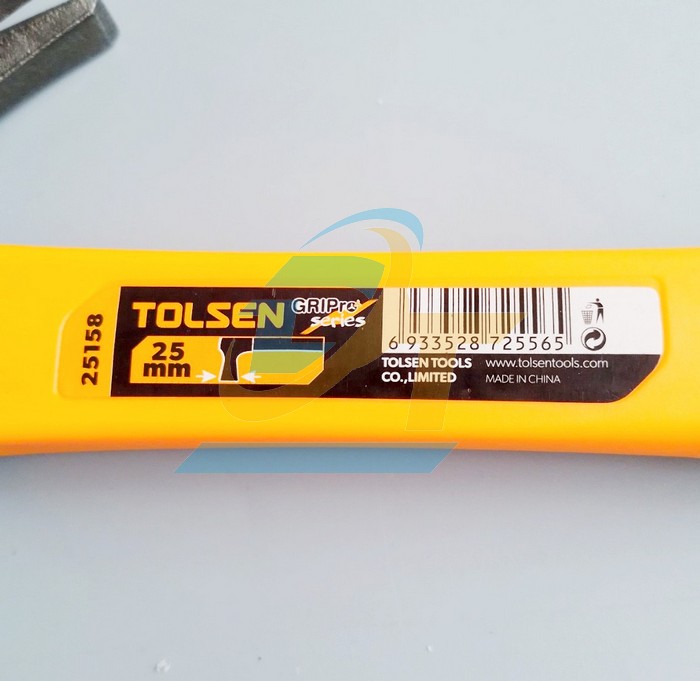 25158
TOLSEN
GRIPro
series
25
mm
6 933528 725565
TOLSEN TOOLS
CO.,LIMITED
www.tolsentools.com
MADE IN CHINA